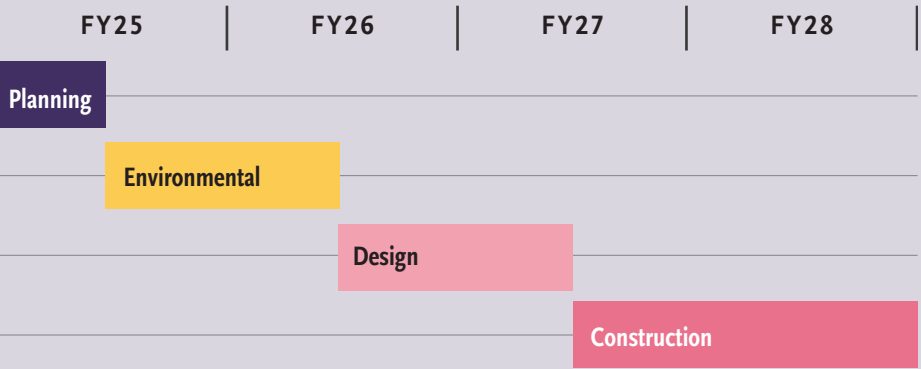 FY25 FY26 FY27 FY28
Planning
Environmental
Design
Construction